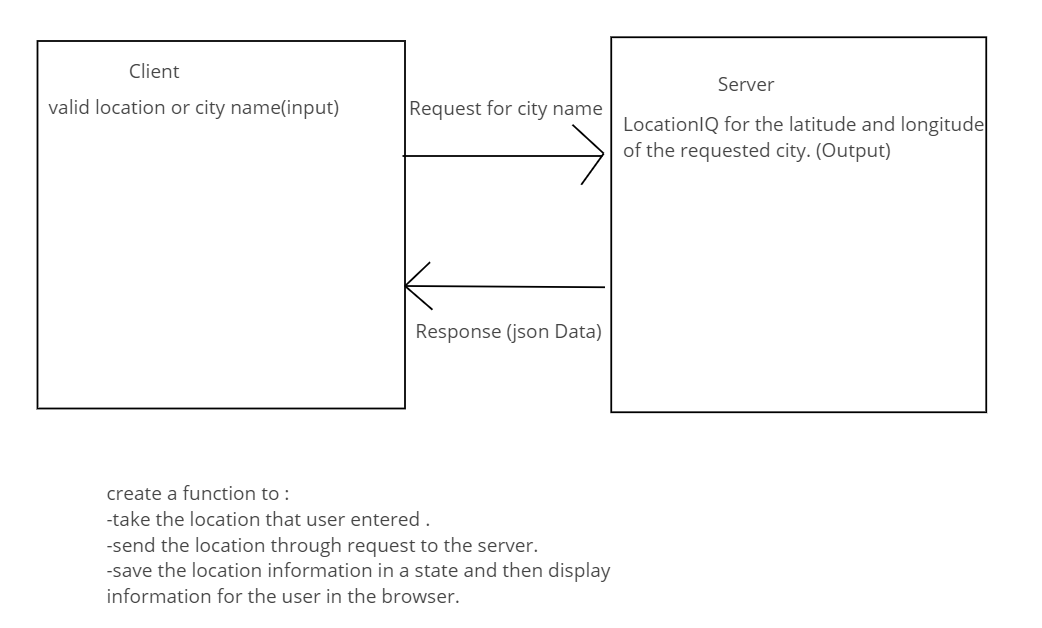 Client
valid location or city name(input)
Request for city name
Server
LocationIQ for the latitude and longitude
of the requested city. (Output)
Response (json Data)
create a function to :
-take the location that user entered .
-send the location through request to the server.
-save the location information in a state and then display
information for the user in the browser.